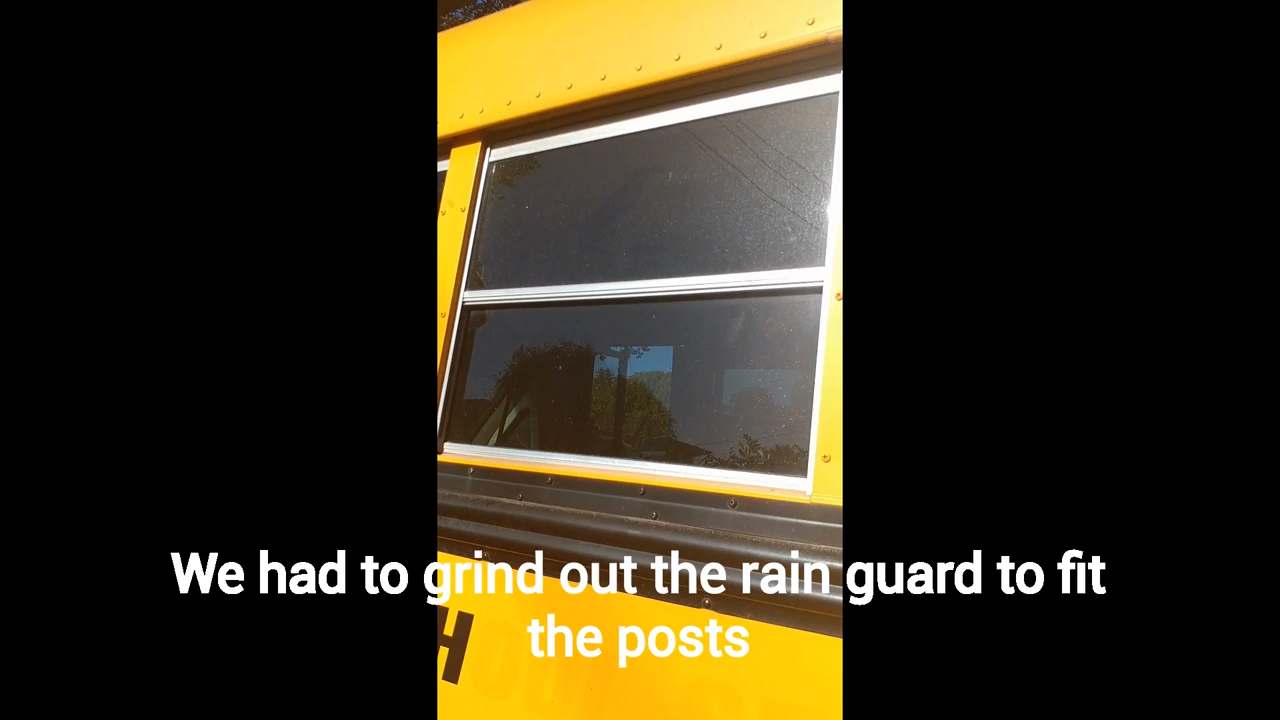 We had to grind out the rain guard to fit
the posts
H